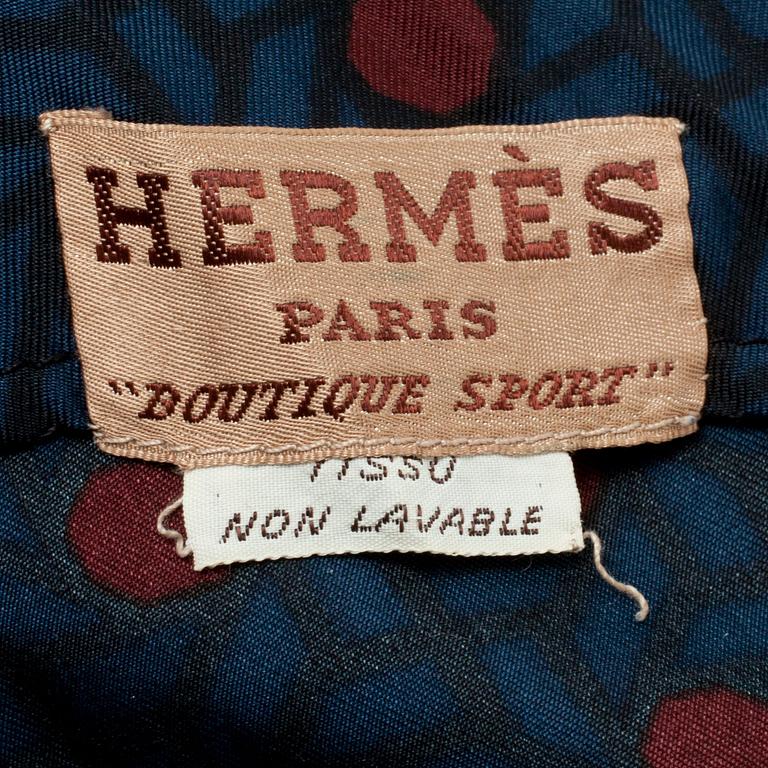 HERMÈS
PARIS
"BOUTIQUE SPORT"
TISSU
NON LAVABLE